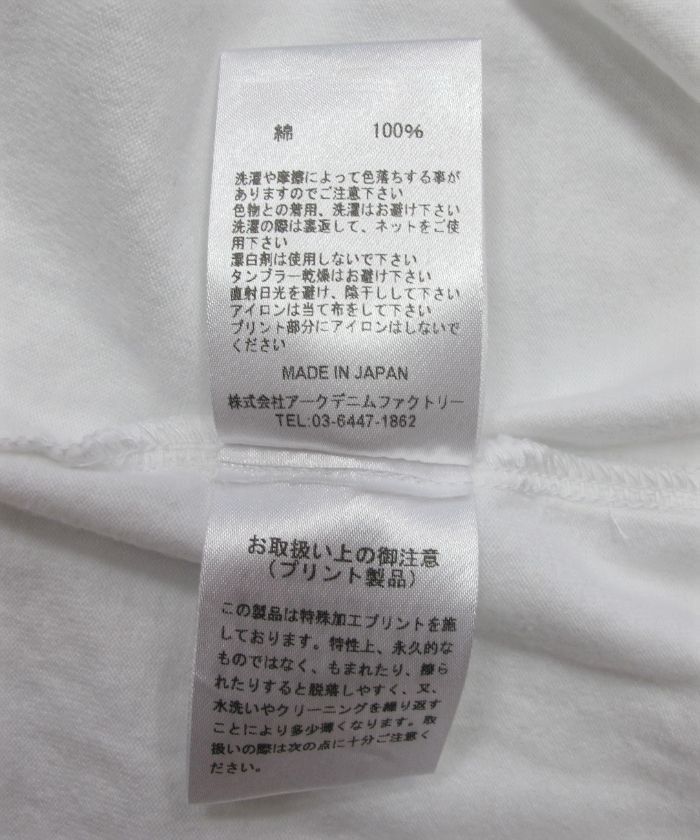 綿 100%
洗濯や摩擦によって色落ちする事が
ありますのでご注意下さい
色物との着用、洗濯はお避け下さい
洗濯の際は裏返して、ネットをご使
用下さい
漂白剤は使用しないで下さい
タンブラー乾燥はお避け下さい
直射日光を避け、陰干しして下さい
アイロンは当て布をして下さい
プリント部分にアイロンはしないで
ください
MADE IN JAPAN
株式会社アークデニムファクトリー
TEL:03-6447-1862
お取扱い上の御注意
（プリント製品）
この製品は特殊加工プリントを施
しております。特性上、永久的な
ものではなく、もまれたり、擦ら
れたりすると脱落しやすく、又、
水洗いやクリーニングを繰り返す
ことにより多少薄くなります。取
扱いの際は次の点に十分ご注意く
ださい。